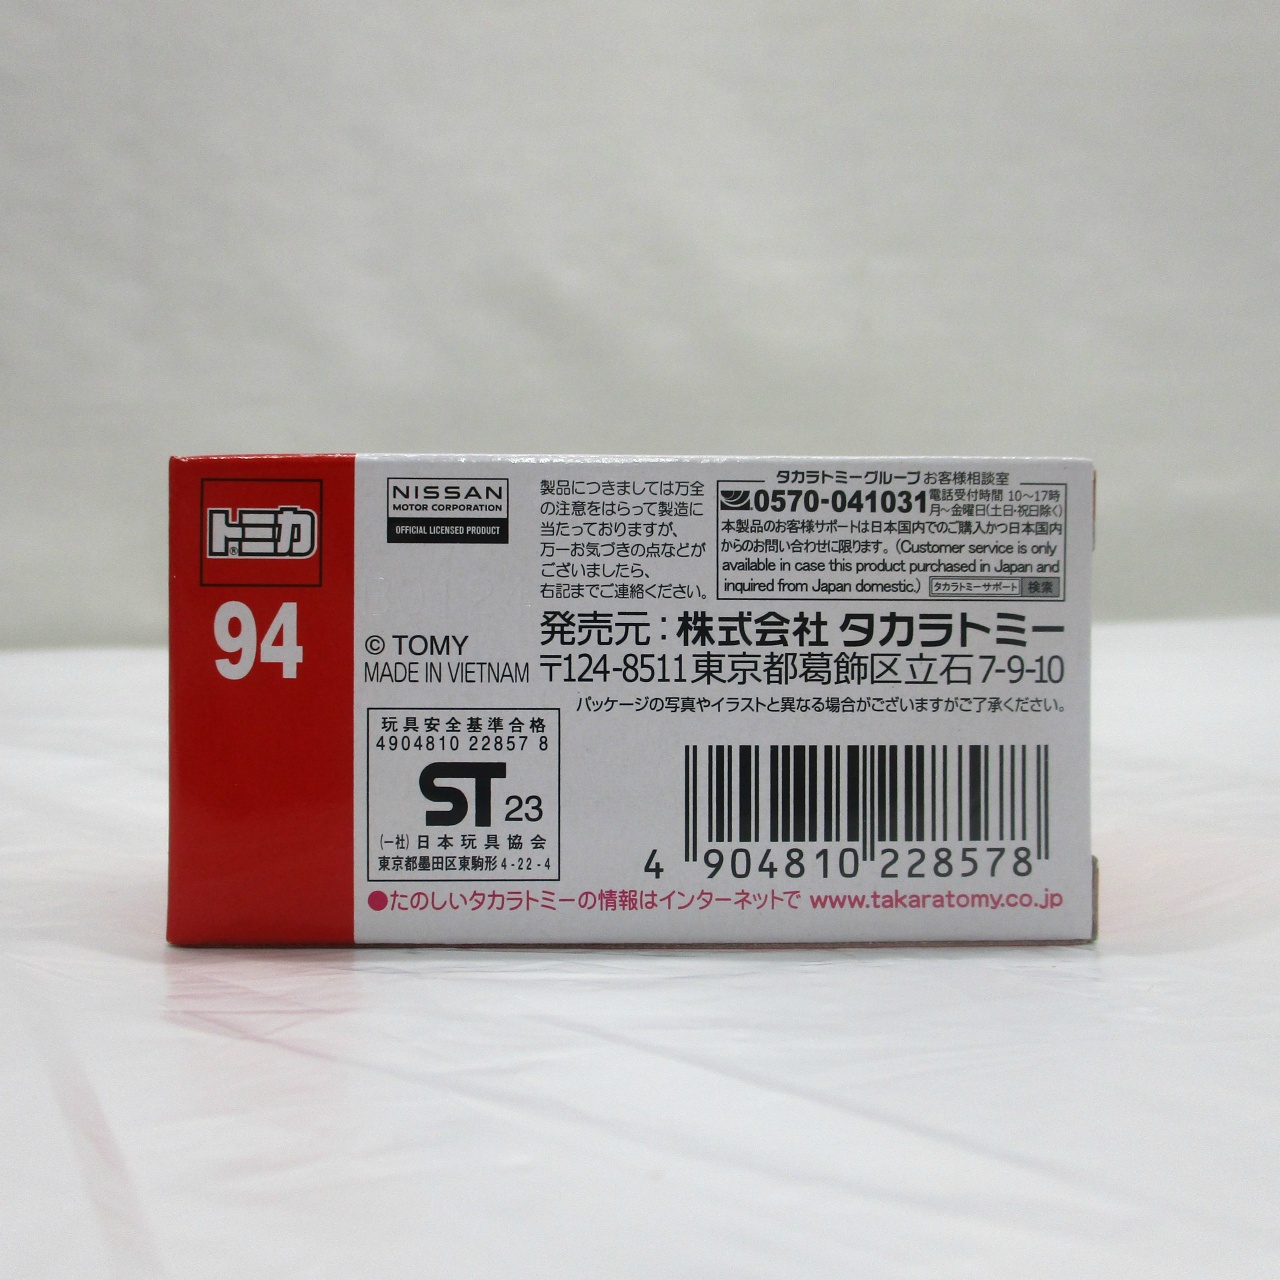 トミカ
94
NISSAN
MOTOR CORPORATION
OFFICIAL LICENSED PRODUCT
© TOMY
MADE IN VIETNAM
製品につきましては万全
の注意をはらって製造に
当たっておりますが、
万一お気づきの点などが
ございましたら、
右記までご連絡ください。
タカラトミーグループお客様相談室
0570-041031
電話受付時間 10〜17時
月〜金曜日(土日・祝日除く)
本製品のお客様サポートは日本国内でのご購入かつ日本国内
からのお問い合わせに限ります。(Customer service is only
available in case this product purchased in Japan and
inquired from Japan domestic.) タカラトミーサポート 検索
発売元:株式会社 タカラトミー
〒124-8511東京都葛飾区立石7-9-10
パッケージの写真やイラストと異なる場合がございますがご了承ください。
玩具安全基準合格
4904810 22857 8
ST 23
(一社)日本玩具協会
東京都墨田区東駒形4-22-4
4 904810 228578
●たのしいタカラトミーの情報はインターネットで www.takaratomy.co.jp